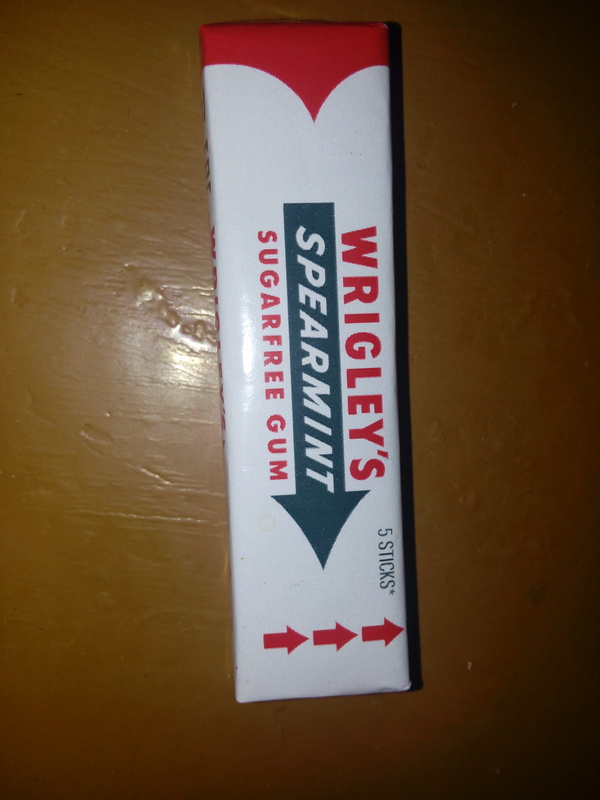 WRIGLEY'S
SPEARMINT
SUGARFREE GUM
5 STICKS*